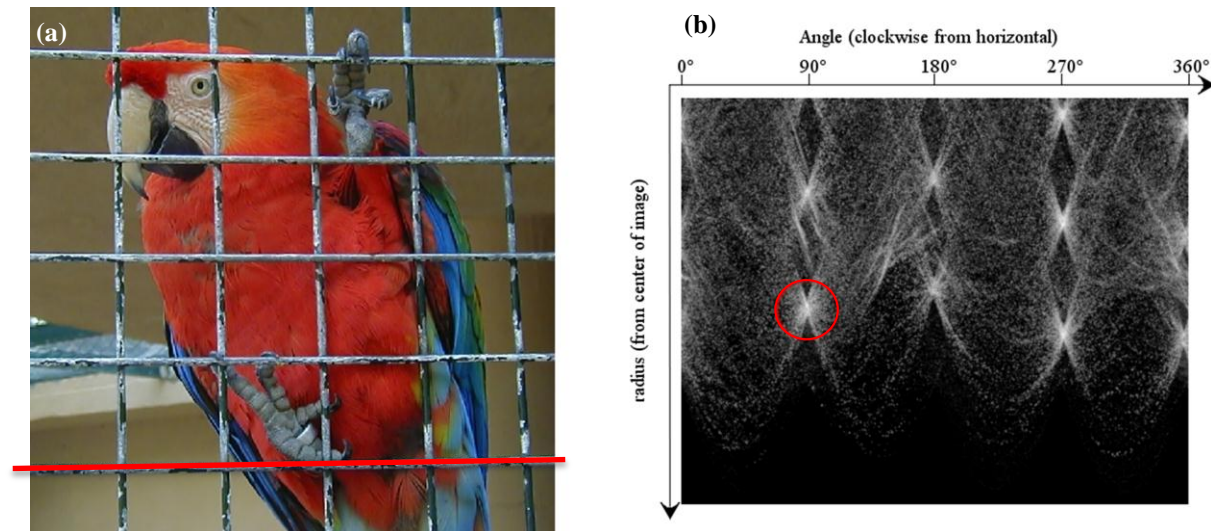 (a)
(b)
Angle (clockwise from horizontal)
0° 90° 180° 270° 360°
radius (from center of image)